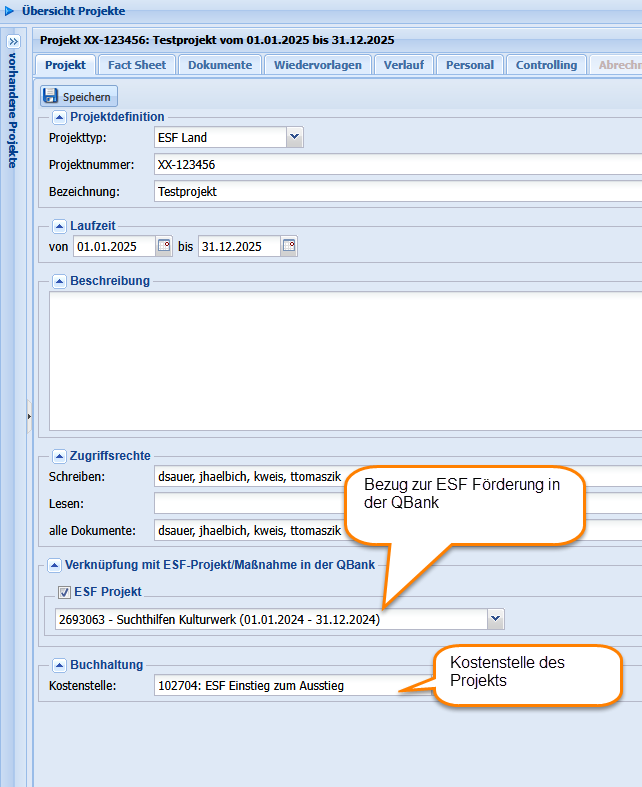 Übersicht Projekte
vorhandene Projekte
Projekt XX-123456: Testprojekt vom 01.01.2025 bis 31.12.2025
Projekt Fact Sheet Dokumente Wiedervorlagen Verlauf Personal Controlling Abrechn
Speichern
Projektdefinition
Projekttyp: ESF Land
Projektnummer: XX-123456
Bezeichnung: Testprojekt
Laufzeit
von 01.01.2025 bis 31.12.2025
Beschreibung
Zugriffsrechte
Schreiben: dsauer, jhaelbich, kweis, ttomaszik
Lesen:
alle Dokumente: dsauer, jhaelbich, kweis, ttomaszik
Bezug zur ESF Förderung in
der QBank
Verknüpfung mit ESF-Projekt/Maßnahme in der QBank
ESF Projekt
2693063 - Suchthilfen Kulturwerk (01.01.2024 - 31.12.2024)
Buchhaltung
Kostenstelle: 102704: ESF Einstieg zum Ausstieg
Kostenstelle des
Projekts